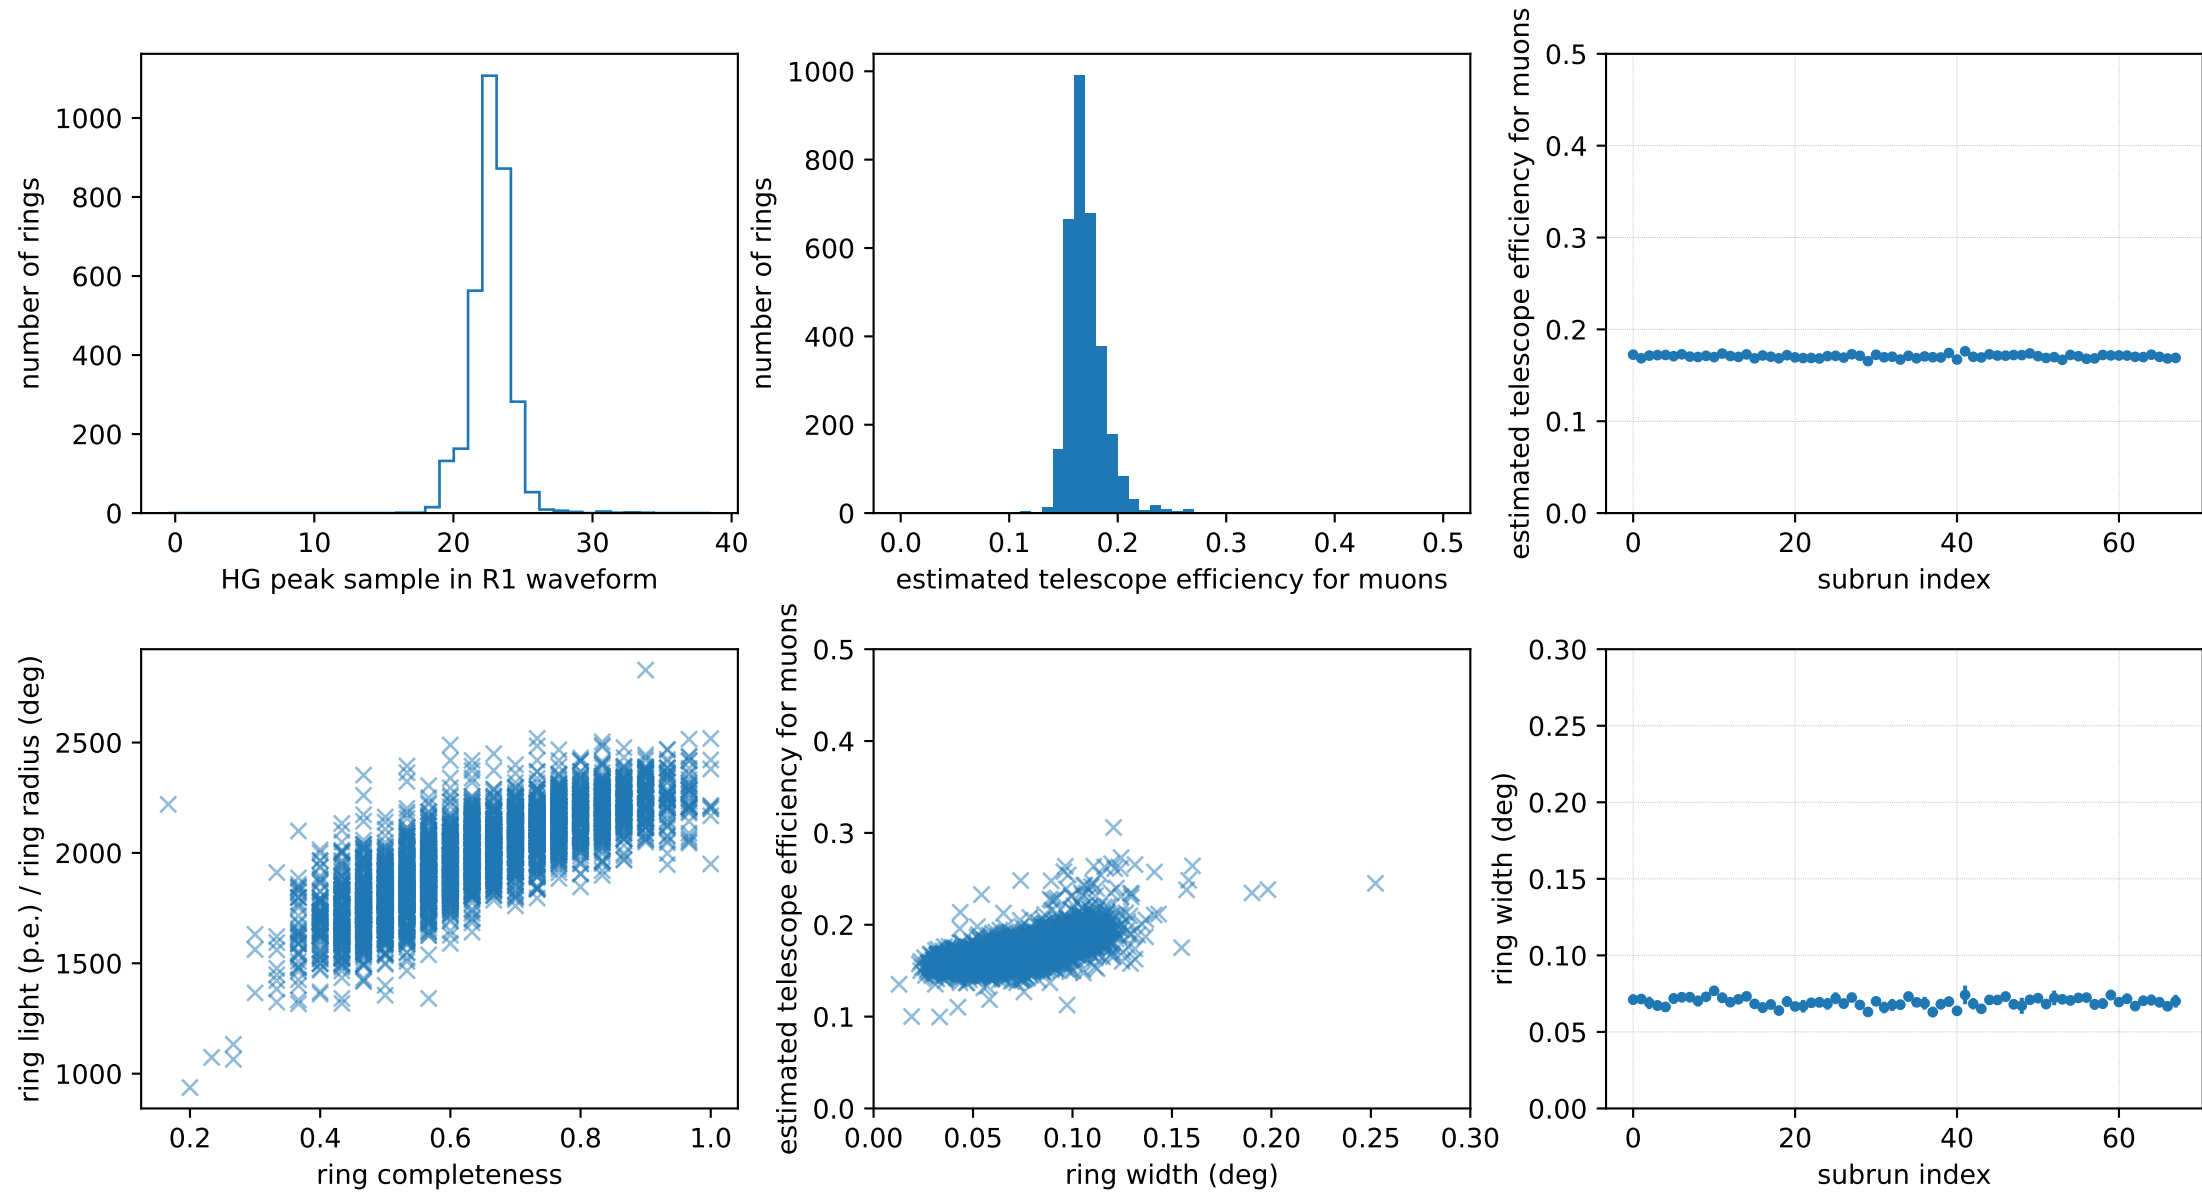 number of rings
1000
800
600
400
200
0
0 10 20 30 40
HG peak sample in R1 waveform
number of rings
1000
800
600
400
200
0
0.0 0.1 0.2 0.3 0.4 0.5
estimated telescope efficiency for muons
estimated telescope efficiency for muons
0.5
0.4
0.3
0.2
0.1
0.0
0 20 40 60
subrun index
ring light (p.e.) / ring radius (deg)
2500
2000
1500
1000
0.2 0.4 0.6 0.8 1.0
ring completeness
estimated telescope efficiency for muons
0.5
0.4
0.3
0.2
0.1
0.0
0.00 0.05 0.10 0.15 0.20 0.25 0.30
ring width (deg)
ring width (deg)
0.30
0.25
0.20
0.15
0.10
0.05
0.00
0 20 40 60
subrun index